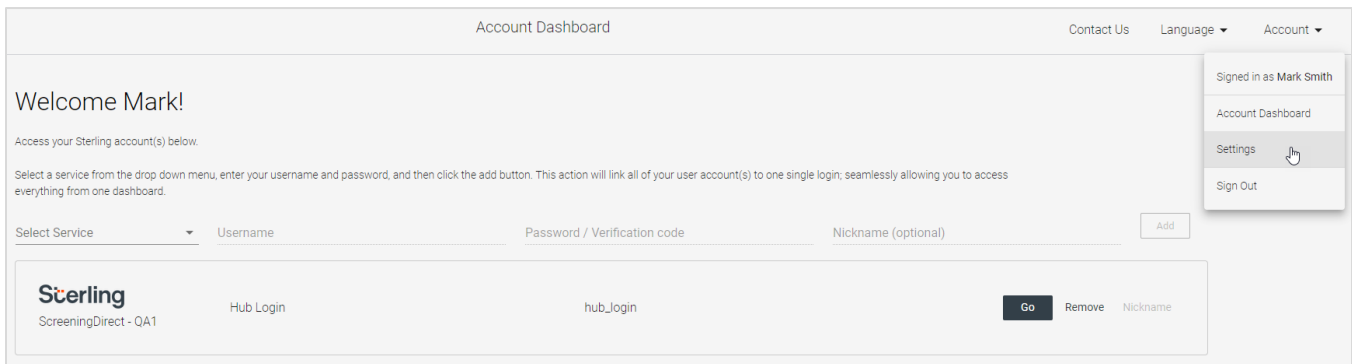 Account Dashboard
Contact Us
Language
Account
Signed in as Mark Smith
Account Dashboard
Settings
Sign Out
Welcome Mark!
Access your Sterling account(s) below.
Select a service from the drop down menu, enter your username and password, and then click the add button. This action will link all of your user account(s) to one single login; seamlessly allowing you to access
everything from one dashboard.
Select Service
Username
Password / Verification code
Nickname (optional)
Add
Sterling
ScreeningDirect - QA1
Hub Login
hub_login
Go
Remove
Nickname